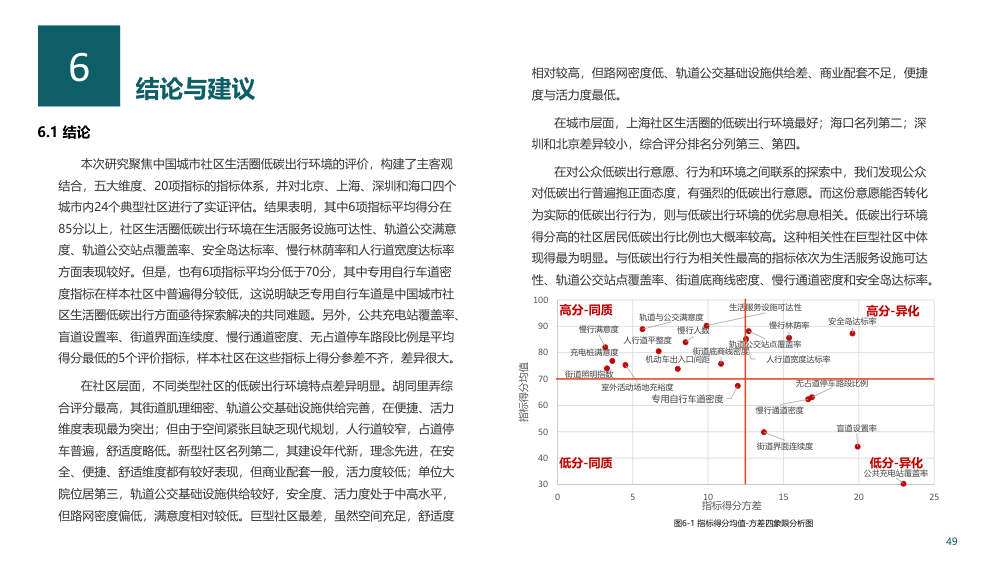 6
结论与建议
6.1 结论
本次研究聚焦中国城市社区生活圈低碳出行环境的评价，构建了主客观
结合，五大维度、20项指标的指标体系，并对北京、上海、深圳和海口四个
城市内24个典型社区进行了实证评估。结果表明，其中6项指标平均得分在
85分以上，社区生活圈低碳出行环境在生活服务设施可达性、轨道公交满意
度、轨道公交站点覆盖率、安全岛达标率、慢行林荫率和人行道宽度达标率
方面表现较好。但是，也有6项指标平均分低于70分，其中专用自行车道密
度指标在样本社区中普遍得分较低，这说明缺乏专用自行车道是中国城市社
区生活圈低碳出行方面亟待探索解决的共同难题。另外，公共充电站覆盖率、
盲道设置率、街道界面连续度、慢行通道密度、无占道停车路段比例是平均
得分最低的5个评价指标，样本社区在这些指标上得分参差不齐，差异很大。
在社区层面，不同类型社区的低碳出行环境特点差异明显。胡同里弄综
合评分最高，其街道肌理细密、轨道公交基础设施供给完善，在便捷、活力
维度表现最为突出；但由于空间紧张且缺乏现代规划，人行道较窄，占道停
车普遍，舒适度略低。新型社区名列第二，其建设年代新，理念先进，在安
全、便捷、舒适维度都有较好表现，但商业配套一般，活力度较低；单位大
院位居第三，轨道公交基础设施供给较好，安全度、活力度处于中高水平，
但路网密度偏低，满意度相对较低。巨型社区最差，虽然空间充足，舒适度
相对较高，但路网密度低、轨道公交基础设施供给差、商业配套不足，便捷
度与活力度最低。
在城市层面，上海社区生活圈的低碳出行环境最好；海口名列第二；深
圳和北京差异较小，综合评分排名分列第三、第四。
在对公众低碳出行意愿、行为和环境之间联系的探索中，我们发现公众
对低碳出行普遍抱正面态度，有强烈的低碳出行意愿。而这份意愿能否转化
为实际的低碳出行行为，则与低碳出行环境的优劣息息相关。低碳出行环境
得分高的社区居民低碳出行比例也大概率较高。这种相关性在巨型社区中体
现得最为明显。与低碳出行行为相关性最高的指标依次为生活服务设施可达
性、轨道公交站点覆盖率、街道底商线密度、慢行通道密度和安全岛达标率。
100
90
80
70
60
50
40
30
指标得分均值
高分-同质
高分-异化
生活服务设施可达性
轨道与公交满意度
安全岛达标率
慢行满意度
慢行人数
慢行林荫率
人行道平整度
轨道公交站点覆盖率
充电桩满意度
街道底商线密度
机动车出入口间距
人行道宽度达标率
街道照明指数
室外活动场地充裕度
无占道停车路段比例
专用自行车道密度
慢行通道密度
盲道设置率
街道界面连续度
低分-同质
低分-异化
公共充电站覆盖率
0
5
10
15
20
25
指标得分方差
图6-1 指标得分均值-方差四象限分析图
49